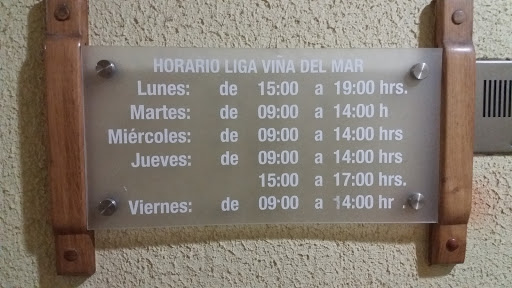 HORARIO LIGA VIÑA DEL MAR
Lunes: de 15:00 a 19:00 hrs.
Martes: de 09:00 a 14:00 h
Miércoles: de 09:00 a 14:00 hrs
Jueves: de 09:00 a 14:00 hrs
15:00 a 17:00 hrs.
Viernes: de 09:00 a 14:00 hr